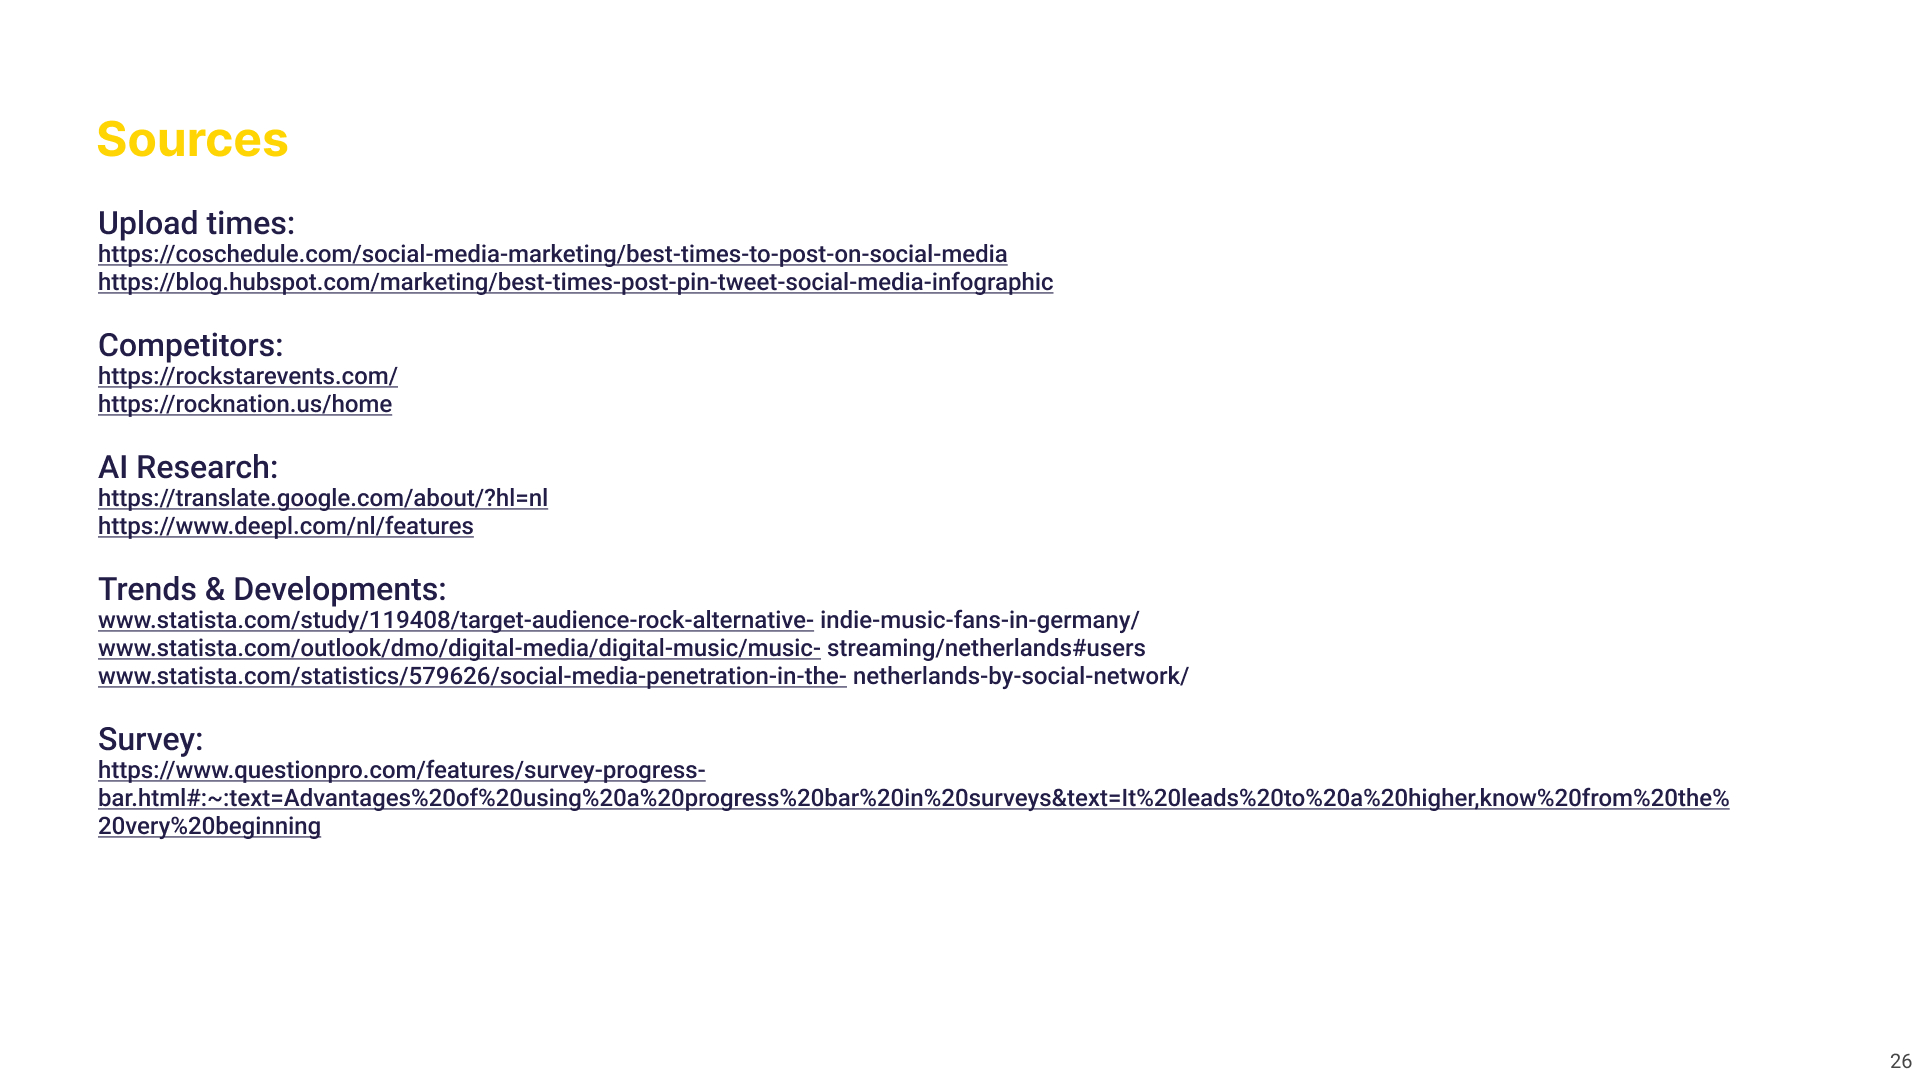 Sources
Upload times:
https://coschedule.com/social-media-marketing/best-times-to-post-on-social-media
https://blog.hubspot.com/marketing/best-times-post-pin-tweet-social-media-infographic
Competitors:
https://rockstarevents.com/
https://rocknation.us/home
AI Research:
https://translate.google.com/about/?hl=nl
https://www.deepl.com/nl/features
Trends & Developments:
www.statista.com/study/119408/target-audience-rock-alternative- indie-music-fans-in-germany/
www.statista.com/outlook/dmo/digital-media/digital-music/music- streaming/netherlands#users
www.statista.com/statistics/579626/social-media-penetration-in-the- netherlands-by-social-network/
Survey:
https://www.questionpro.com/features/survey-progress-
bar.html#:~:text=Advantages%20of%20using%20a%20progress%20bar%20in%20surveys&text=It%20leads%20to%20a%20higher,know%20from%20the%
20very%20beginning
26